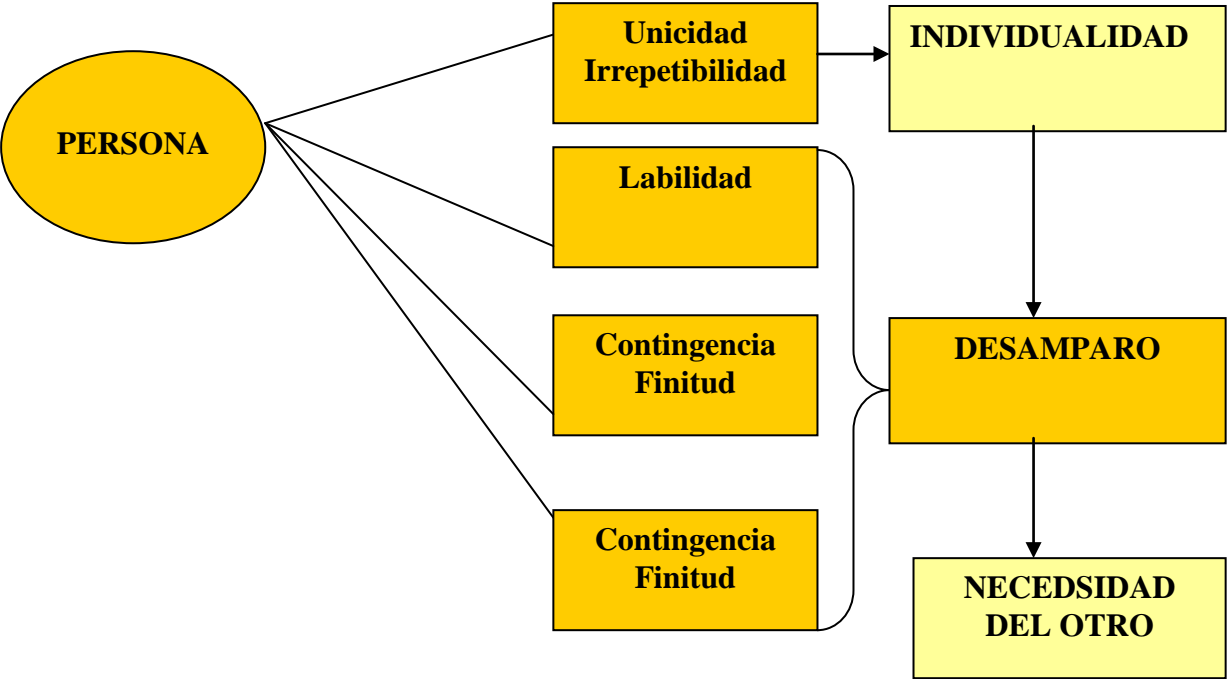 PERSONA
Unicidad
Irrepetibilidad
INDIVIDUALIDAD
Labilidad
Contingencia
Finitud
DESAMPARO
Contingencia
Finitud
NECEDSIDAD
DEL OTRO